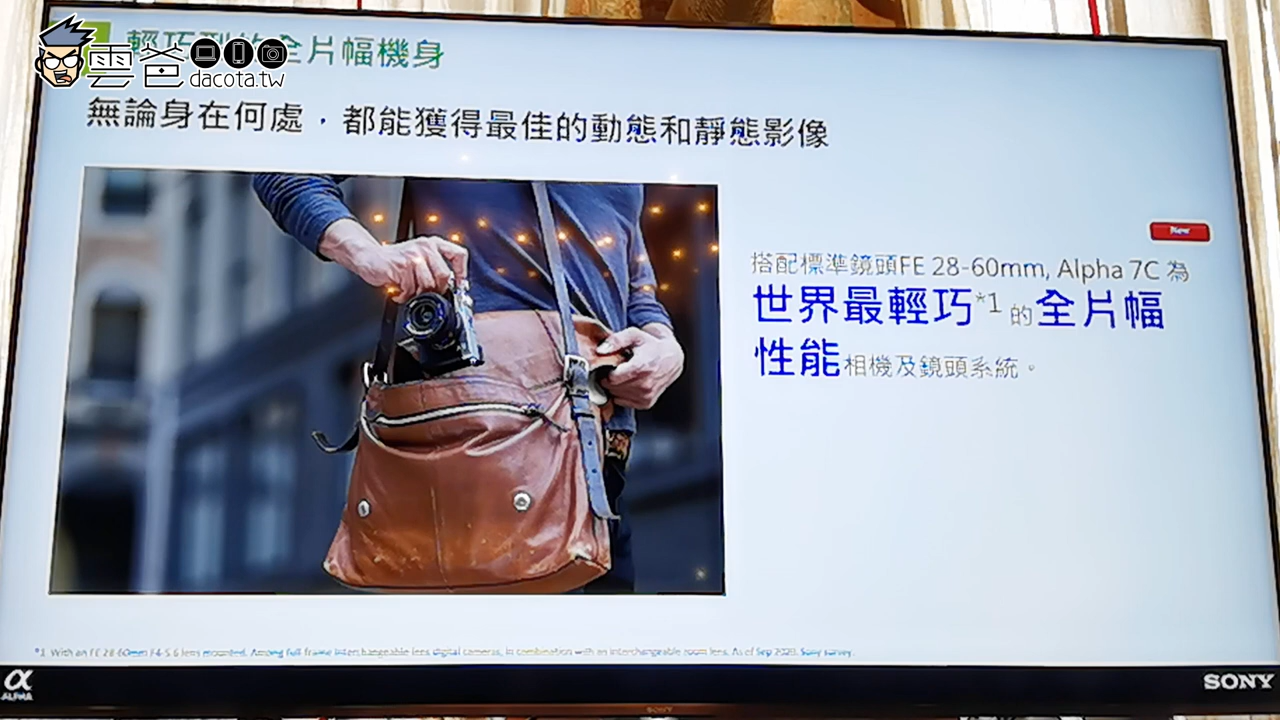 雲爸
dacota.tw
全片幅機身
無論身在何處，都能獲得最佳的動態和靜態影像
New
搭配標準鏡頭FE 28-60mm, Alpha 7C 為
世界最輕巧*1 的全片幅
性能相機及鏡頭系統。
*1 With an FE 28-60mm F4-5.6 lens mounted. Among full frame interchangeable lens digital cameras, in combination with an interchangeable zoom lens. As of Sep 2020. Sony survey.
α
ALPHA
SONY
SONY